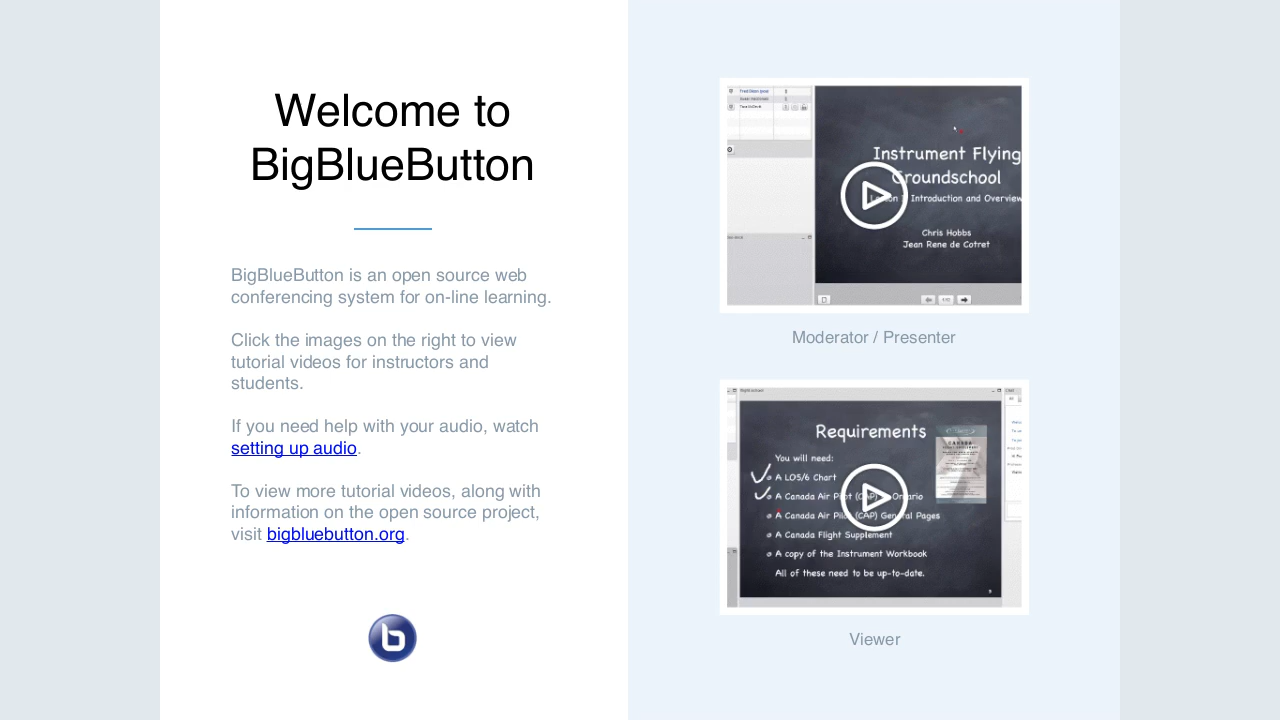 Welcome to
BigBlueButton
BigBlueButton is an open source web
conferencing system for on-line learning.
Click the images on the right to view
tutorial videos for instructors and
students.
If you need help with your audio, watch
setting up audio.
To view more tutorial videos, along with
information on the open source project,
visit bigbluebutton.org.
Instrument Flying
Groundschool
Introduction and Overview
Chris Hobbs
Jean Rene de Cotret
Moderator / Presenter
Requirements
You will need:
A LO5/6 Chart
A Canada Air Pilot (CAP) - Ontario
A Canada Air Pilot (CAP) General Pages
A Canada Flight Supplement
A copy of the Instrument Workbook
All of these need to be up-to-date.
Viewer